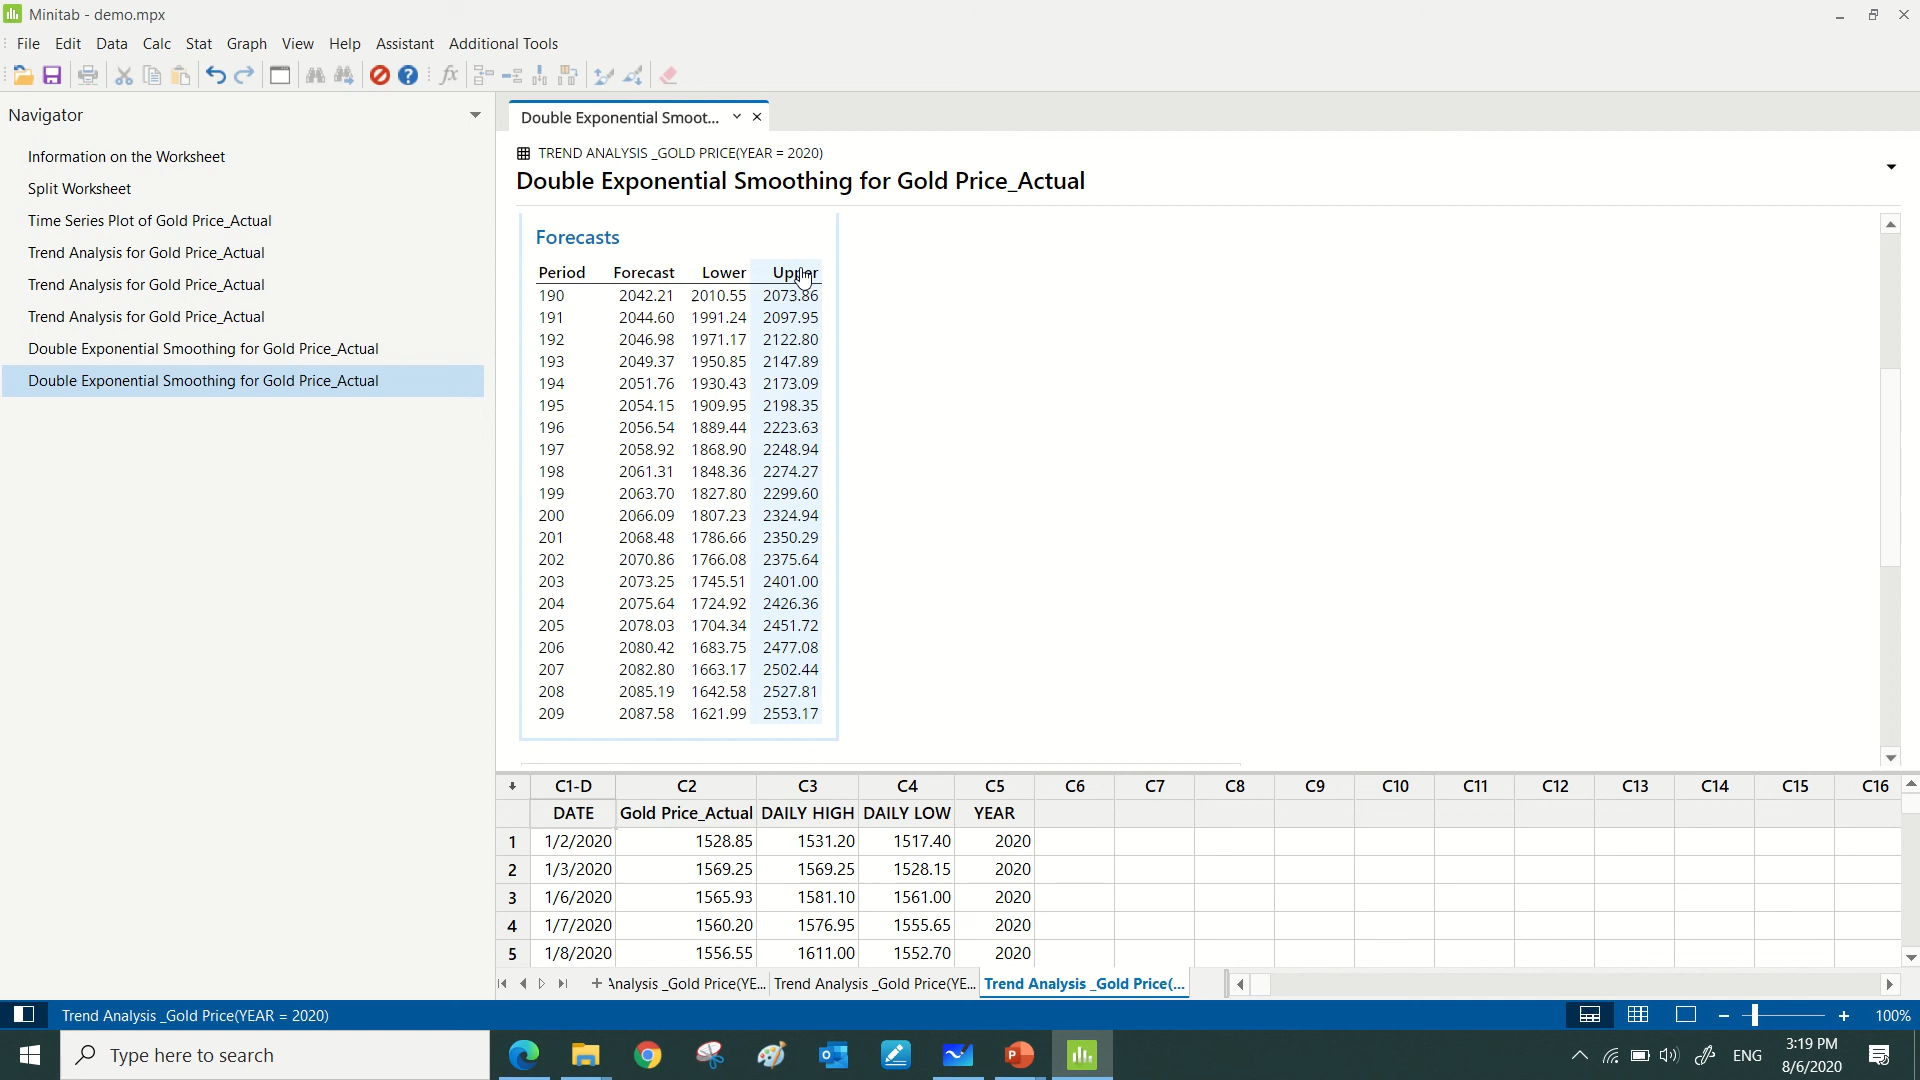 Minitab - demo.mpx
File Edit Data Calc Stat Graph View Help Assistant Additional Tools
Navigator
Information on the Worksheet
Split Worksheet
Time Series Plot of Gold Price_Actual
Trend Analysis for Gold Price_Actual
Trend Analysis for Gold Price_Actual
Trend Analysis for Gold Price_Actual
Double Exponential Smoothing for Gold Price_Actual
Double Exponential Smoothing for Gold Price_Actual
Double Exponential Smoot...
TREND ANALYSIS _GOLD PRICE(YEAR = 2020)
Double Exponential Smoothing for Gold Price_Actual
Forecasts
Period Forecast Lower Upper
190 2042.21 2010.55 2073.86
191 2044.60 1991.24 2097.95
192 2046.98 1971.17 2122.80
193 2049.37 1950.85 2147.89
194 2051.76 1930.43 2173.09
195 2054.15 1909.95 2198.35
196 2056.54 1889.44 2223.63
197 2058.92 1868.90 2248.94
198 2061.31 1848.36 2274.27
199 2063.70 1827.80 2299.60
200 2066.09 1807.23 2324.94
201 2068.48 1786.66 2350.29
202 2070.86 1766.08 2375.64
203 2073.25 1745.51 2401.00
204 2075.64 1724.92 2426.36
205 2078.03 1704.34 2451.72
206 2080.42 1683.75 2477.08
207 2082.80 1663.17 2502.44
208 2085.19 1642.58 2527.81
209 2087.58 1621.99 2553.17
C1-D C2 C3 C4 C5 C6 C7 C8 C9 C10 C11 C12 C13 C14 C15 C16
DATE Gold Price_Actual DAILY HIGH DAILY LOW YEAR
1 1/2/2020 1528.85 1531.20 1517.40 2020
2 1/3/2020 1569.25 1569.25 1528.15 2020
3 1/6/2020 1565.93 1581.10 1561.00 2020
4 1/7/2020 1560.20 1576.95 1555.65 2020
5 1/8/2020 1556.55 1611.00 1552.70 2020
Analysis _Gold Price(YE... Trend Analysis _Gold Price(YE... Trend Analysis _Gold Price(...
Trend Analysis _Gold Price(YEAR = 2020)
100%
Type here to search
ENG
3:19 PM
8/6/2020